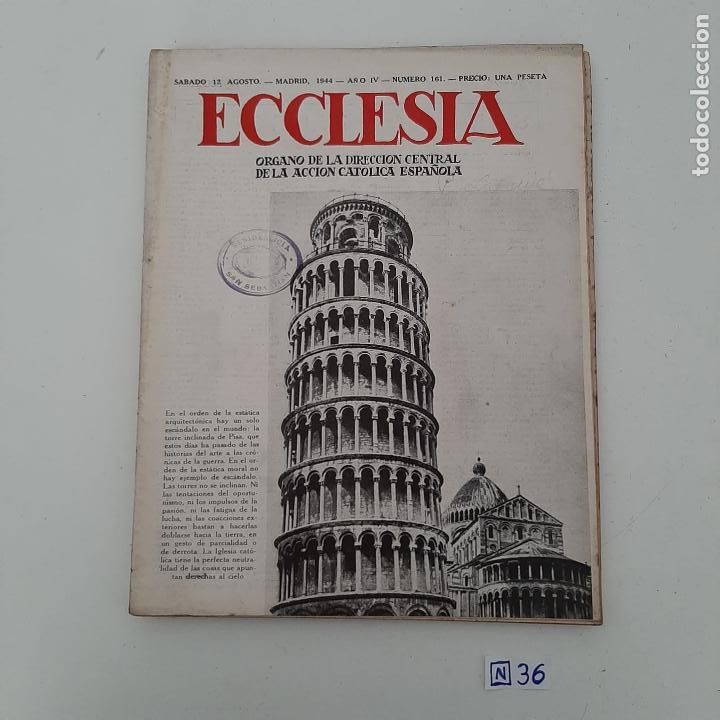 SABADO 12 AGOSTO. — MADRID, 1944 — AÑO IV — NUMERO 161. — PRECIO: UNA PESETA
ECCLESIA
ORGANO DE LA DIRECCION CENTRAL
DE LA ACCION CATOLICA ESPAÑOLA
SAN SEBASTIAN
En el orden de la estática
arquitectónica hay un solo
escándalo en el mundo: la
torre inclinada de Pisa, que
estos días ha pasado de las
historias del arte a las cró-
nicas de la guerra. En el or-
den de la estática moral no
hay ejemplo de escándalo.
Las torres no se inclinan. Ni
las tentaciones del oportu-
nismo, ni los impulsos de la
pasión, ni las fatigas de la
lucha, ni las coacciones ex-
teriores bastan a hacerlas
doblarse hacia la tierra, en
un gesto de parcialidad o
de derrota. La Iglesia cató-
lica tiene la perfecta neutra-
lidad de las cosas que apun-
tan derechas al cielo
N 36
todocoleccion
todocoleccion.net